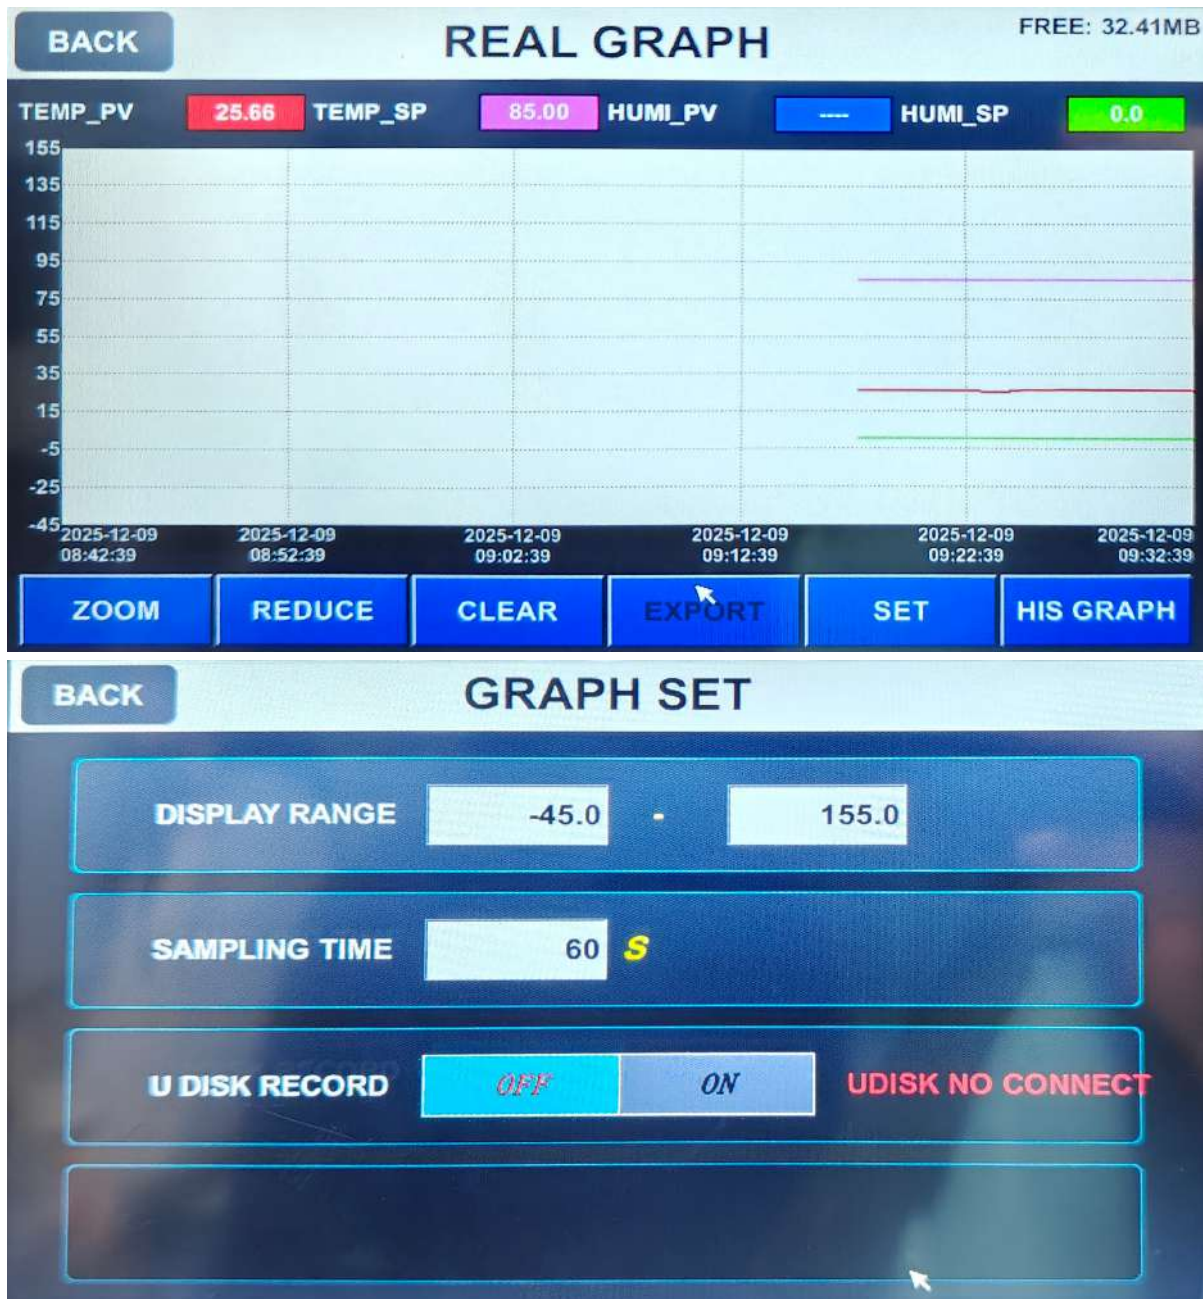 BACK REAL GRAPH FREE: 32.41MB
TEMP_PV 25.66 TEMP_SP 85.00 HUMI_PV ---- HUMI_SP 0.0
155
135
115
95
75
55
35
15
-5
-25
-45
2025-12-09 2025-12-09 2025-12-09 2025-12-09 2025-12-09 2025-12-09
08:42:39 08:52:39 09:02:39 09:12:39 09:22:39 09:32:39
ZOOM REDUCE CLEAR EXPORT SET HIS GRAPH
BACK GRAPH SET
DISPLAY RANGE -45.0 - 155.0
SAMPLING TIME 60 S
U DISK RECORD OFF ON UDISK NO CONNECT